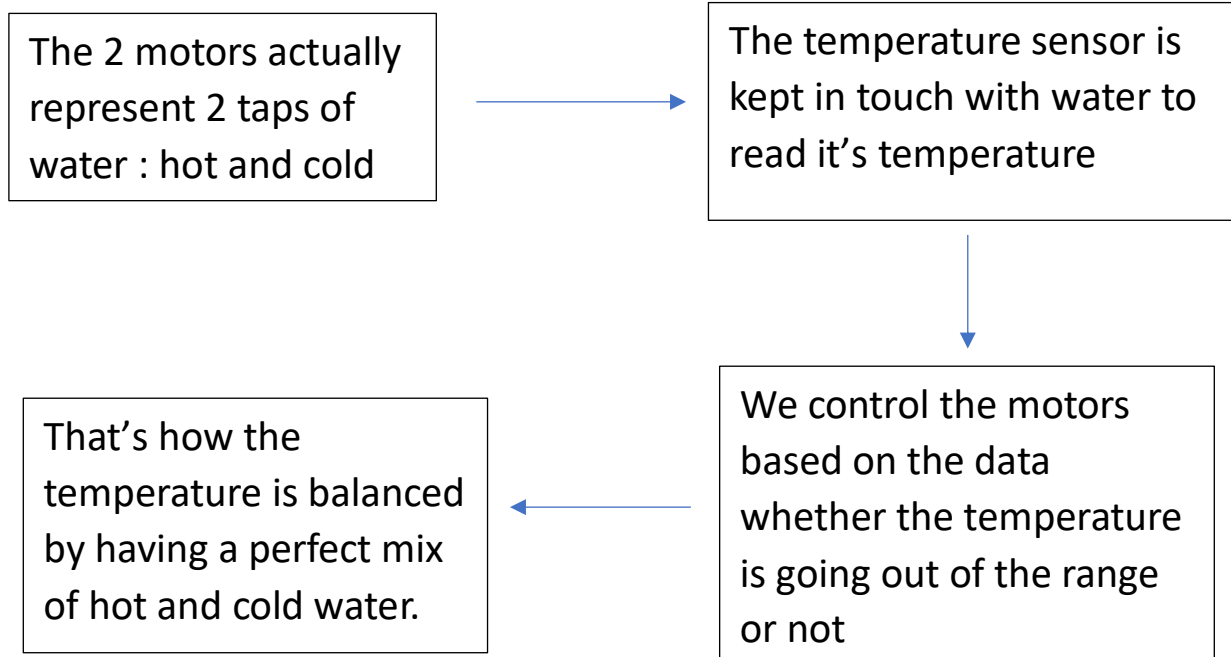 The 2 motors actually
represent 2 taps of
water : hot and cold
The temperature sensor is
kept in touch with water to
read it’s temperature
We control the motors
based on the data
whether the temperature
is going out of the range
or not
That’s how the
temperature is balanced
by having a perfect mix
of hot and cold water.